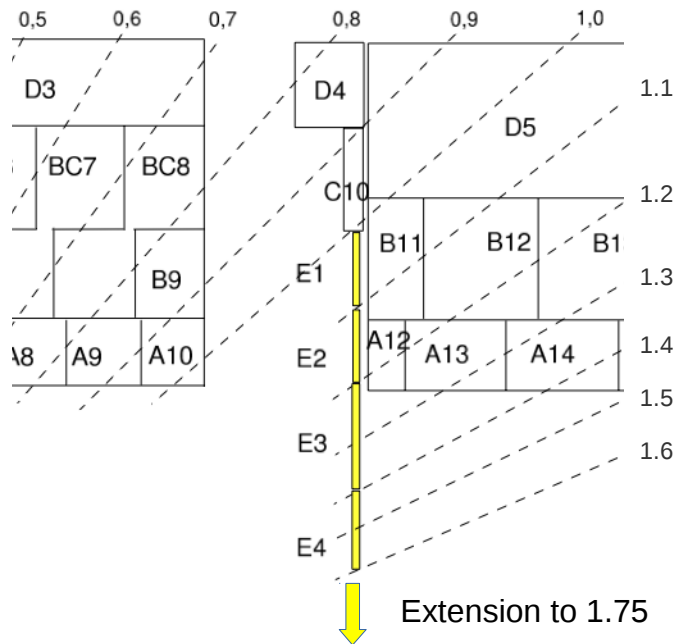 0,5 0,6 0,7 0,8 0,9 1,0
D3 D4 D5 1.1
BC7 BC8 C10 1.2
B9 E1 B11 B12 1.3
A8 A9 A10 E2 A12 A13 A14 1.4
1.5
E3 1.6
E4
Extension to 1.75